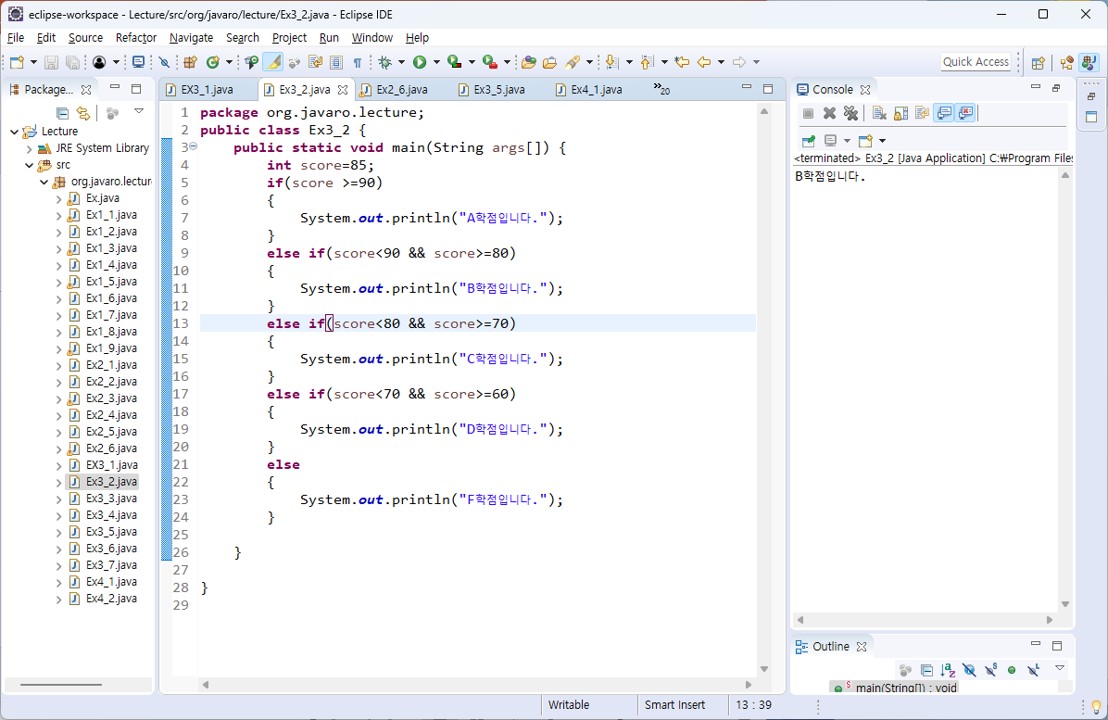 eclipse-workspace - Lecture/src/org/javaro/lecture/Ex3_2.java - Eclipse IDE
File Edit Source Refactor Navigate Search Project Run Window Help
Quick Access
Package...
Lecture
JRE System Library
src
org.javaro.lectur
Ex.java
Ex1_1.java
Ex1_2.java
Ex1_3.java
Ex1_4.java
Ex1_5.java
Ex1_6.java
Ex1_7.java
Ex1_8.java
Ex1_9.java
Ex2_1.java
Ex2_2.java
Ex2_3.java
Ex2_4.java
Ex2_5.java
Ex2_6.java
EX3_1.java
EX3_2.java
Ex3_3.java
Ex3_4.java
Ex3_5.java
Ex3_6.java
Ex3_7.java
Ex4_1.java
Ex4_2.java
EX3_1.java Ex3_2.java Ex2_6.java Ex3_5.java Ex4_1.java »20
1 package org.javaro.lecture;
2 public class Ex3_2 {
3 public static void main(String args[]) {
4 int score=85;
5 if(score >=90)
6 {
7 System.out.println("A학점입니다.");
8 }
9 else if(score<90 && score>=80)
10 {
11 System.out.println("B학점입니다.");
12 }
13 else if(score<80 && score>=70)
14 {
15 System.out.println("C학점입니다.");
16 }
17 else if(score<70 && score>=60)
18 {
19 System.out.println("D학점입니다.");
20 }
21 else
22 {
23 System.out.println("F학점입니다.");
24 }
25
26 }
27
28 }
29
Console
<terminated> Ex3_2 [Java Application] C:₩Program Files
B학점입니다.
Outline
main(String[]) : void
Writable Smart Insert 13 : 39